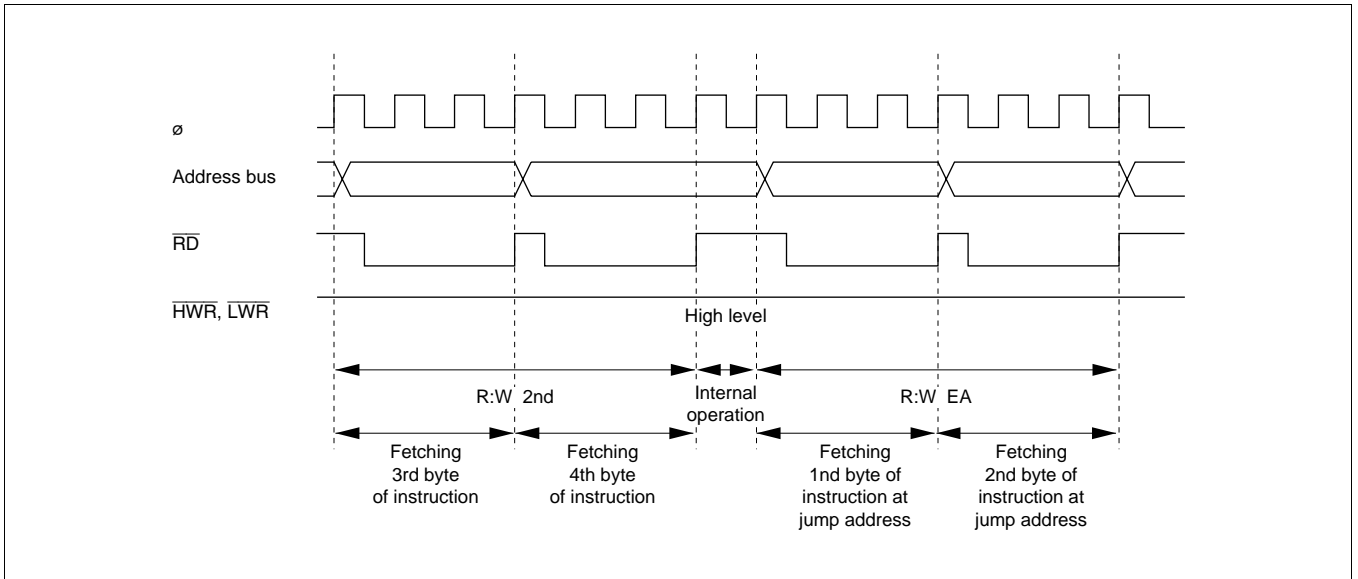 ø
Address bus
RD
HWR, LWR
High level
R:W 2nd
Internal
operation
R:W EA
Fetching
3rd byte
of instruction
Fetching
4th byte
of instruction
Fetching
1nd byte of
instruction at
jump address
Fetching
2nd byte of
instruction at
jump address